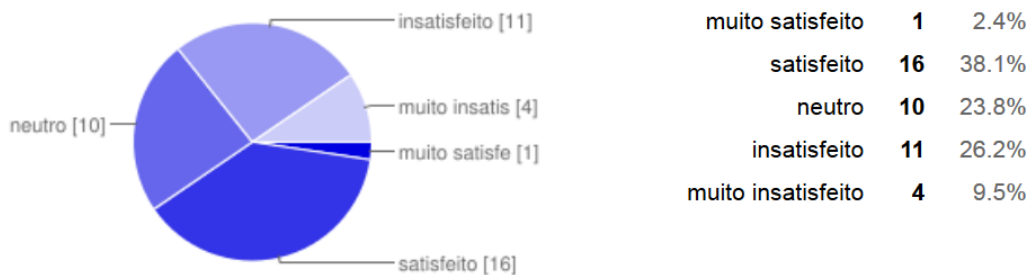 insatisfeito [11]
muito insatis [4]
neutro [10]
muito satisfe [1]
satisfeito [16]
muito satisfeito 1 2.4%
satisfeito 16 38.1%
neutro 10 23.8%
insatisfeito 11 26.2%
muito insatisfeito 4 9.5%